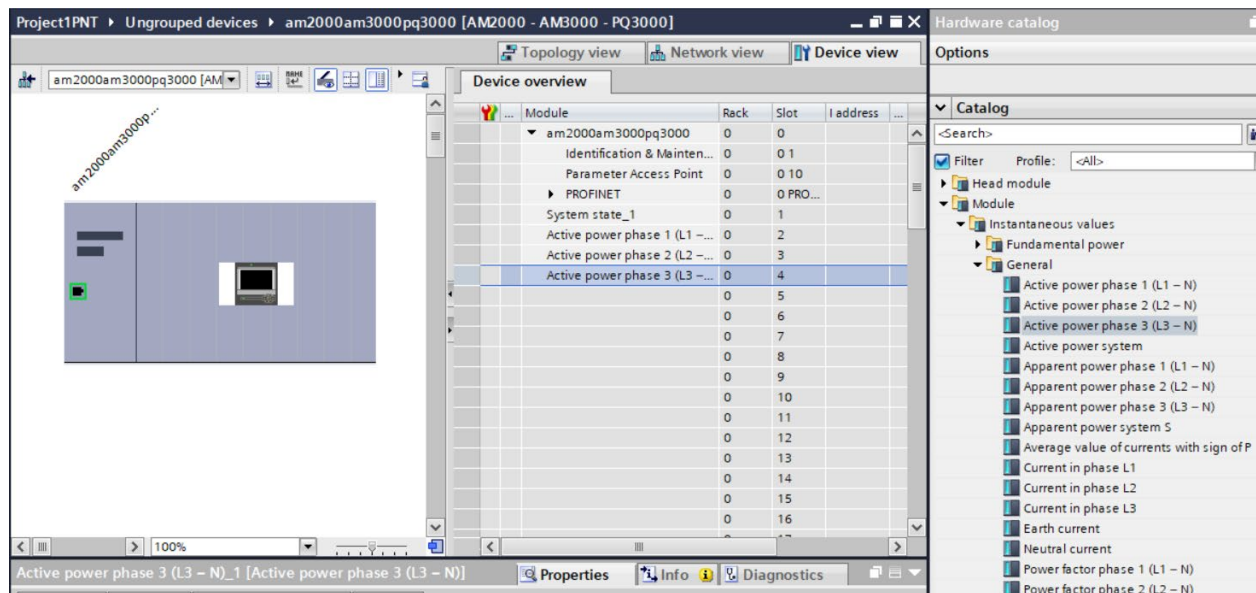 Project1PNT ▸ Ungrouped devices ▸ am2000am3000pq3000 [AM2000 - AM3000 - PQ3000]
Topology view Network view Device view
am2000am3000pq3000 [AM
am2000am3000p...
100%
Device overview
... Module Rack Slot I address ...
am2000am3000pq3000 0 0
Identification & Mainten... 0 0 1
Parameter Access Point 0 0 10
PROFINET 0 0 PRO...
System state_1 0 1
Active power phase 1 (L1 –... 0 2
Active power phase 2 (L2 –... 0 3
Active power phase 3 (L3 –... 0 4
0 5
0 6
0 7
0 8
0 9
0 10
0 11
0 12
0 13
0 14
0 15
0 16
Active power phase 3 (L3 – N)_1 [Active power phase 3 (L3 – N)]
Properties Info Diagnostics
Hardware catalog
Options
Catalog
<Search>
Filter Profile: <All>
Head module
Module
Instantaneous values
Fundamental power
General
Active power phase 1 (L1 – N)
Active power phase 2 (L2 – N)
Active power phase 3 (L3 – N)
Active power system
Apparent power phase 1 (L1 – N)
Apparent power phase 2 (L2 – N)
Apparent power phase 3 (L3 – N)
Apparent power system S
Average value of currents with sign of P
Current in phase L1
Current in phase L2
Current in phase L3
Earth current
Neutral current
Power factor phase 1 (L1 – N)
Power factor phase 2 (L2 – N)